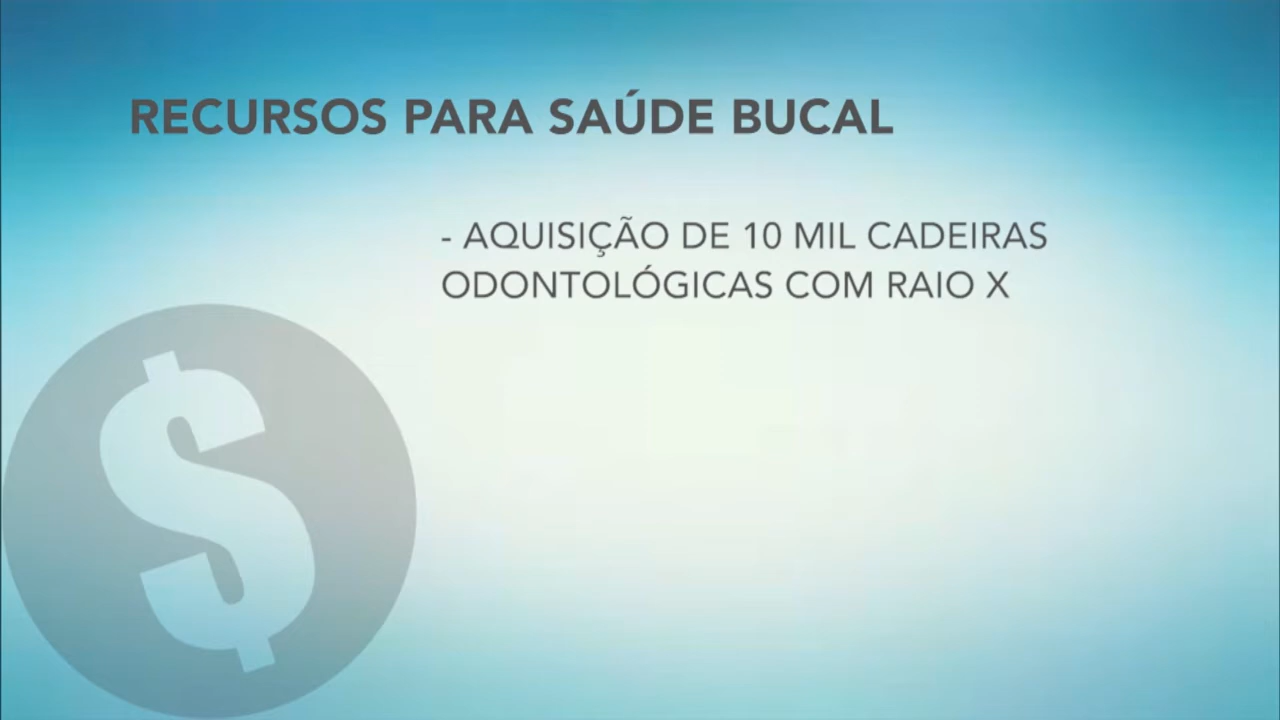 RECURSOS PARA SAÚDE BUCAL
- AQUISIÇÃO DE 10 MIL CADEIRAS
ODONTOLÓGICAS COM RAIO X
$